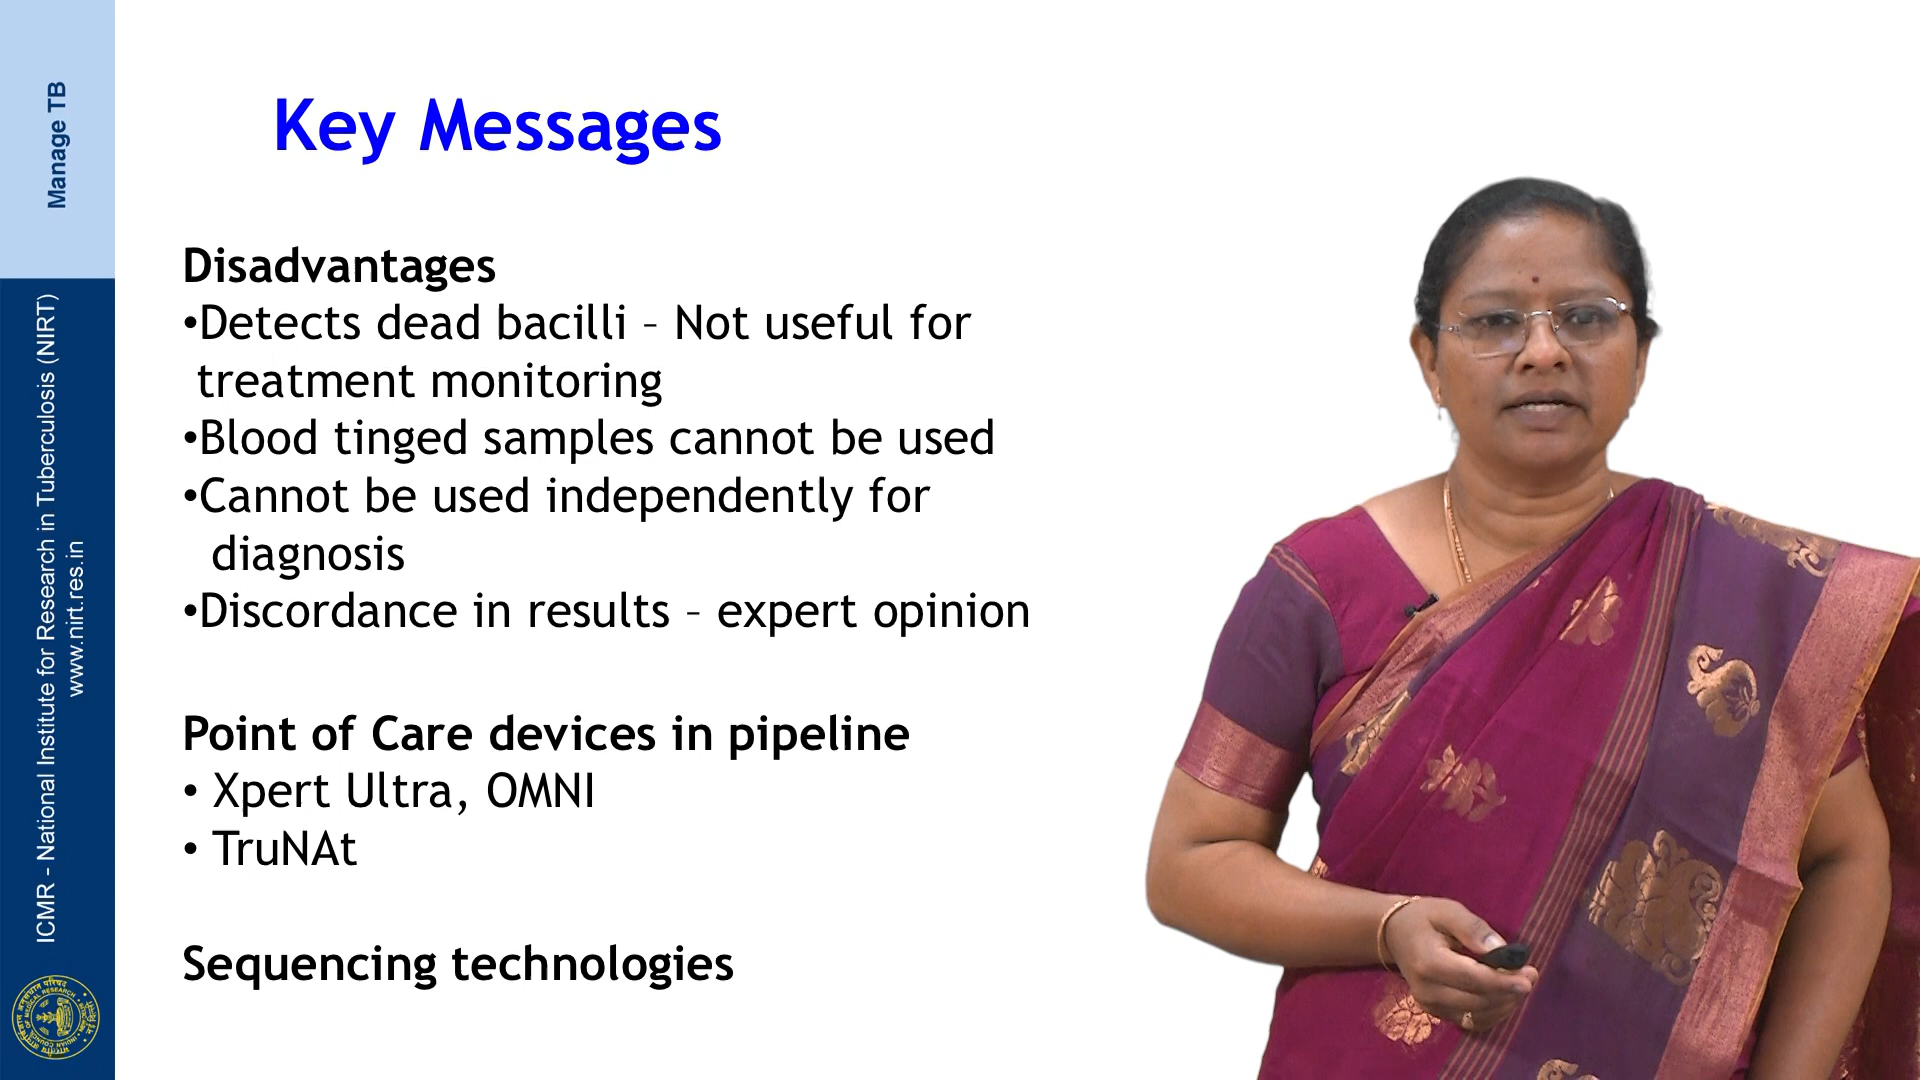 Manage TB
ICMR - National Institute for Research in Tuberculosis (NIRT)
www.nirt.res.in
Key Messages
Disadvantages
•Detects dead bacilli – Not useful for
treatment monitoring
•Blood tinged samples cannot be used
•Cannot be used independently for
diagnosis
•Discordance in results – expert opinion
Point of Care devices in pipeline
• Xpert Ultra, OMNI
• TruNAt
Sequencing technologies